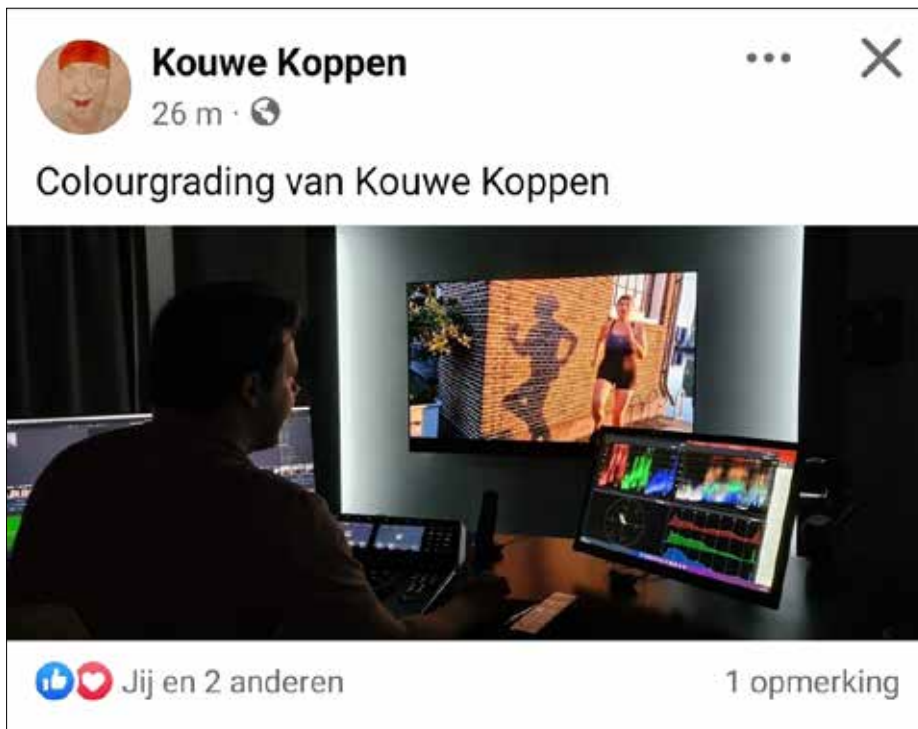 Kouwe Koppen
26 m ·
Colourgrading van Kouwe Koppen
Jij en 2 anderen
1 opmerking